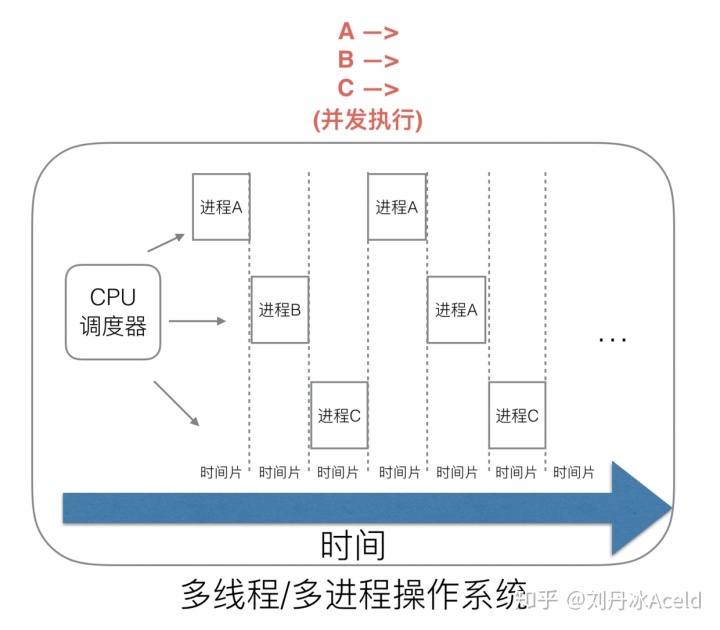 A —>
B —>
C —>
(并发执行)
进程A
进程A
CPU
调度器
进程B
进程A
...
进程C
进程C
时间片 时间片 时间片 时间片 时间片 时间片 时间片
时间
多线程/多进程操作系统
知乎 @刘丹冰Aceld